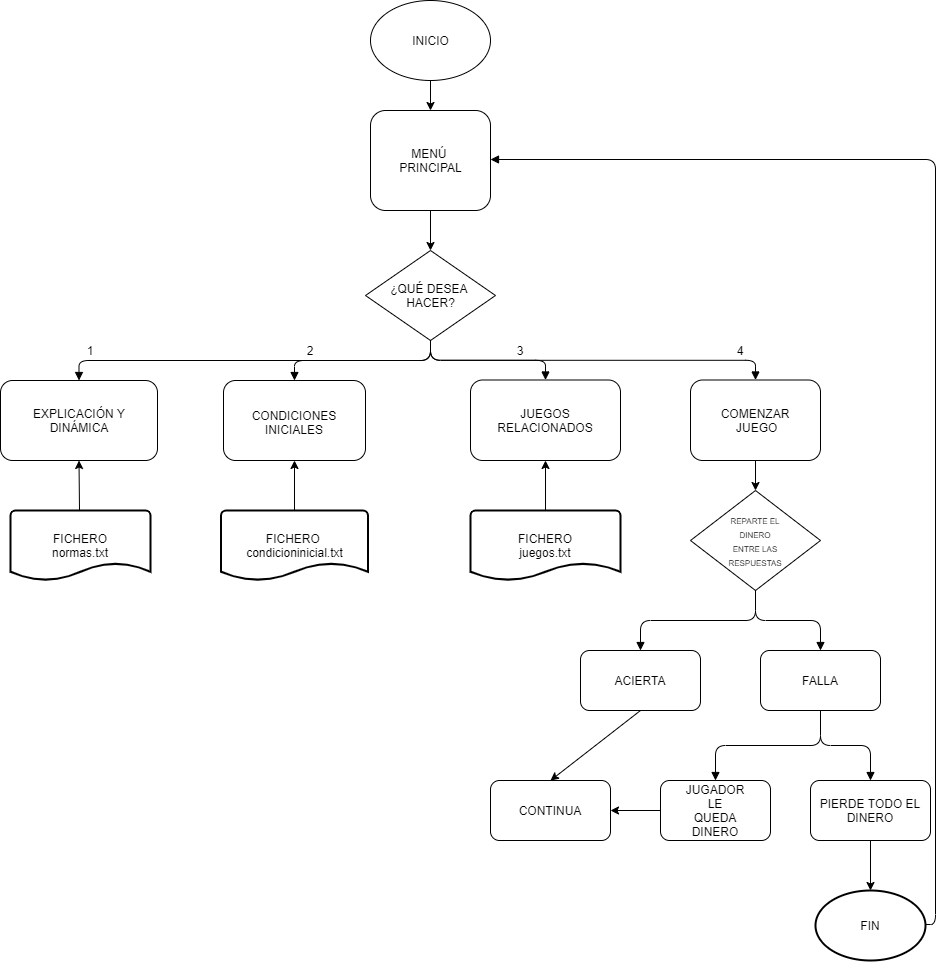 INICIO
MENÚ
PRINCIPAL
¿QUÉ DESEA
HACER?
1
2
3
4
EXPLICACIÓN Y
DINÁMICA
CONDICIONES
INICIALES
JUEGOS
RELACIONADOS
COMENZAR
JUEGO
FICHERO
normas.txt
FICHERO
condicioninicial.txt
FICHERO
juegos.txt
REPARTE EL
DINERO
ENTRE LAS
RESPUESTAS
ACIERTA
FALLA
CONTINUA
JUGADOR
LE
QUEDA
DINERO
PIERDE TODO EL
DINERO
FIN